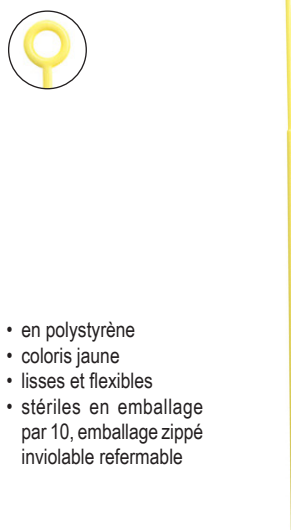 • en polystyrène
• coloris jaune
• lisses et flexibles
• stériles en emballage
par 10, emballage zippé
inviolable refermable